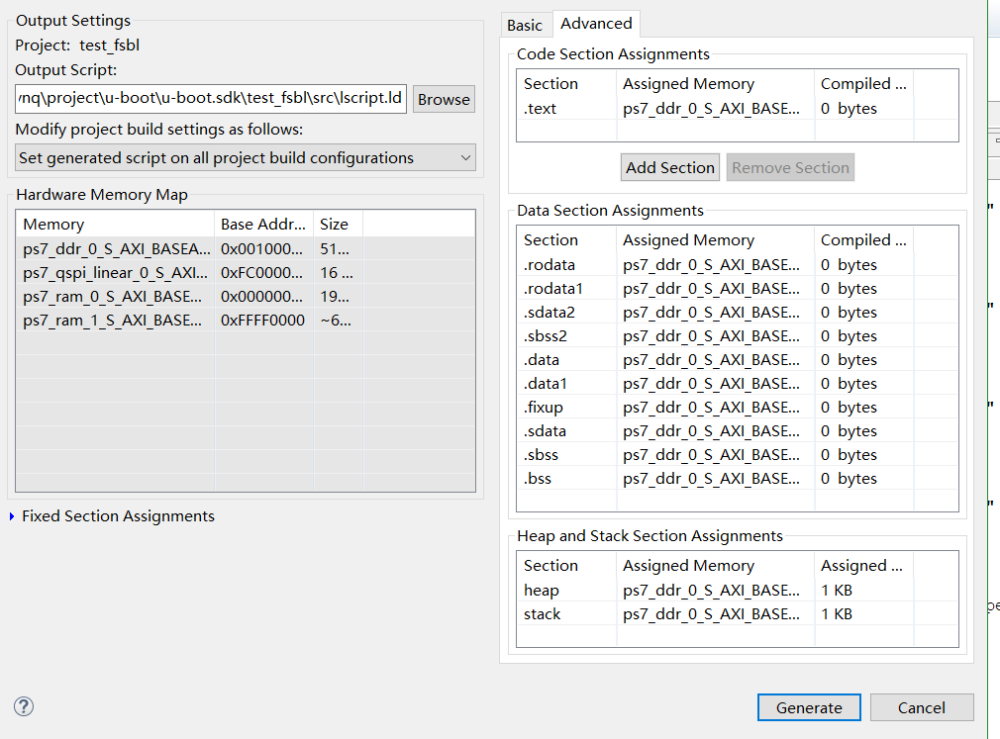 Output Settings
Project: test_fsbl
Output Script:
nq\project\u-boot\u-boot.sdk\test_fsbl\src\lscript.ld
Browse
Modify project build settings as follows:
Set generated script on all project build configurations
Hardware Memory Map
Memory Base Addr... Size
ps7_ddr_0_S_AXI_BASEA... 0x001000... 51...
ps7_qspi_linear_0_S_AXI... 0xFC0000... 16 ...
ps7_ram_0_S_AXI_BASE... 0x000000... 19...
ps7_ram_1_S_AXI_BASE... 0xFFFF0000 ~6...
Fixed Section Assignments
Basic Advanced
Code Section Assignments
Section Assigned Memory Compiled ...
.text ps7_ddr_0_S_AXI_BASE... 0 bytes
Add Section Remove Section
Data Section Assignments
Section Assigned Memory Compiled ...
.rodata ps7_ddr_0_S_AXI_BASE... 0 bytes
.rodata1 ps7_ddr_0_S_AXI_BASE... 0 bytes
.sdata2 ps7_ddr_0_S_AXI_BASE... 0 bytes
.sbss2 ps7_ddr_0_S_AXI_BASE... 0 bytes
.data ps7_ddr_0_S_AXI_BASE... 0 bytes
.data1 ps7_ddr_0_S_AXI_BASE... 0 bytes
.fixup ps7_ddr_0_S_AXI_BASE... 0 bytes
.sdata ps7_ddr_0_S_AXI_BASE... 0 bytes
.sbss ps7_ddr_0_S_AXI_BASE... 0 bytes
.bss ps7_ddr_0_S_AXI_BASE... 0 bytes
Heap and Stack Section Assignments
Section Assigned Memory Assigned ...
heap ps7_ddr_0_S_AXI_BASE... 1 KB
stack ps7_ddr_0_S_AXI_BASE... 1 KB
?
Generate Cancel